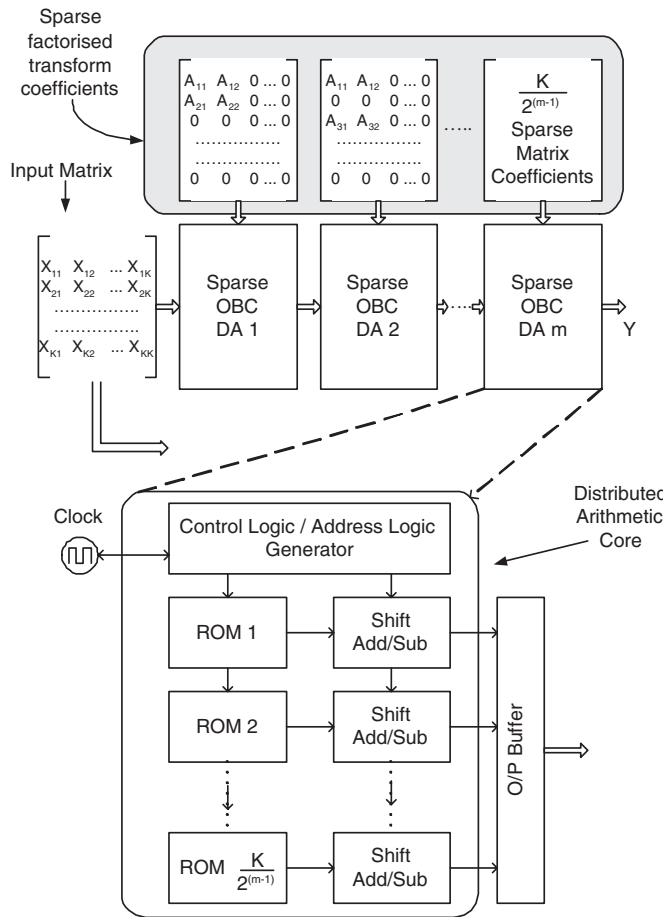 Sparse
factorised
transform
coefficients
A11 A12 0 ... 0
A21 A22 0 ... 0
0 0 0 ... 0
..................
..................
0 0 0 ... 0
A11 A12 0 ... 0
0 0 0 ... 0
A31 A32 0 ... 0
..................
..................
0 0 0 ... 0
.....
K
2(m-1)
Sparse
Matrix
Coefficients
Input Matrix
X11 X12 ... X1K
X21 X22 ... X2K
.................
.................
XK1 XK2 ... XKK
Sparse
OBC
DA 1
Sparse
OBC
DA 2
Sparse
OBC
DA m
Y
Distributed
Arithmetic
Core
Clock
Control Logic / Address Logic
Generator
ROM 1
Shift
Add/Sub
ROM 2
Shift
Add/Sub
ROM K
2(m-1)
Shift
Add/Sub
O/P Buffer